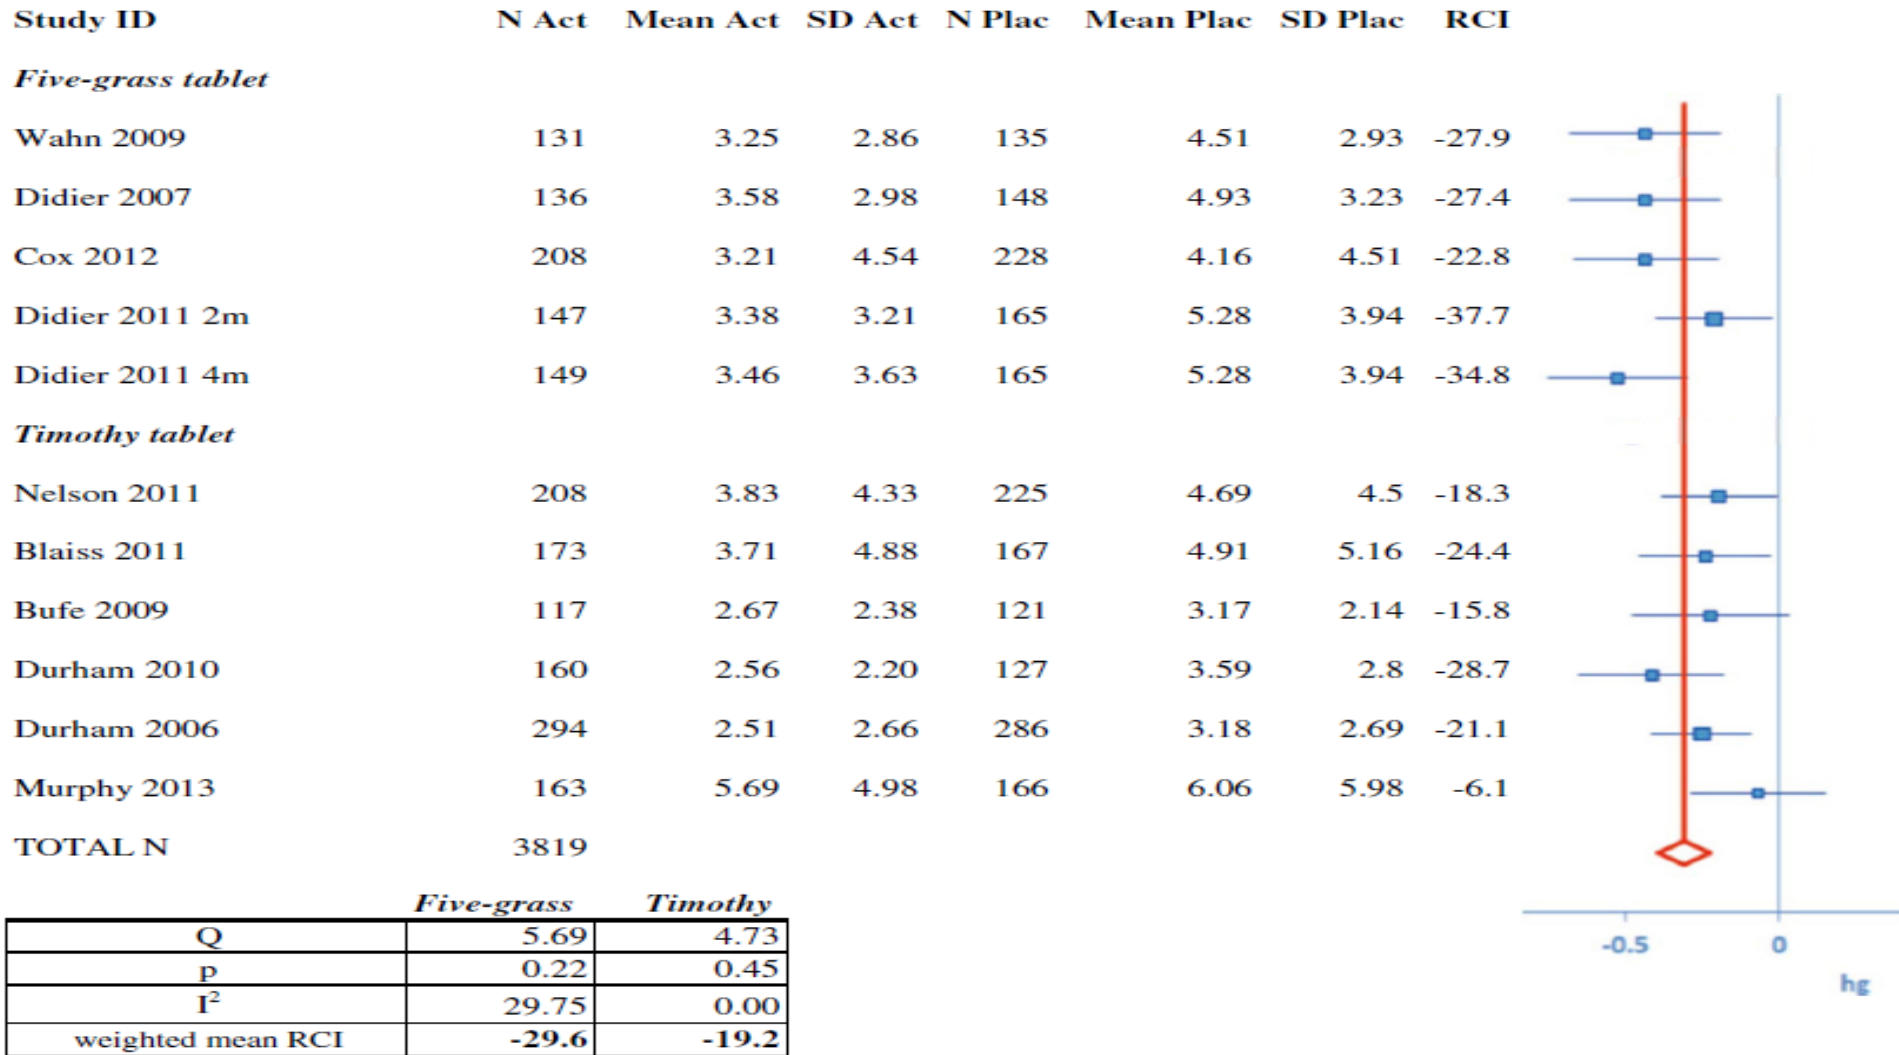 Study ID N Act Mean Act SD Act N Plac Mean Plac SD Plac RCI
Five-grass tablet
Wahn 2009 131 3.25 2.86 135 4.51 2.93 -27.9
Didier 2007 136 3.58 2.98 148 4.93 3.23 -27.4
Cox 2012 208 3.21 4.54 228 4.16 4.51 -22.8
Didier 2011 2m 147 3.38 3.21 165 5.28 3.94 -37.7
Didier 2011 4m 149 3.46 3.63 165 5.28 3.94 -34.8
Timothy tablet
Nelson 2011 208 3.83 4.33 225 4.69 4.5 -18.3
Blaiss 2011 173 3.71 4.88 167 4.91 5.16 -24.4
Bufe 2009 117 2.67 2.38 121 3.17 2.14 -15.8
Durham 2010 160 2.56 2.20 127 3.59 2.8 -28.7
Durham 2006 294 2.51 2.66 286 3.18 2.69 -21.1
Murphy 2013 163 5.69 4.98 166 6.06 5.98 -6.1
TOTAL N 3819
Five-grass Timothy
Q 5.69 4.73
p 0.22 0.45
I² 29.75 0.00
weighted mean RCI -29.6 -19.2
-0.5 0
hg